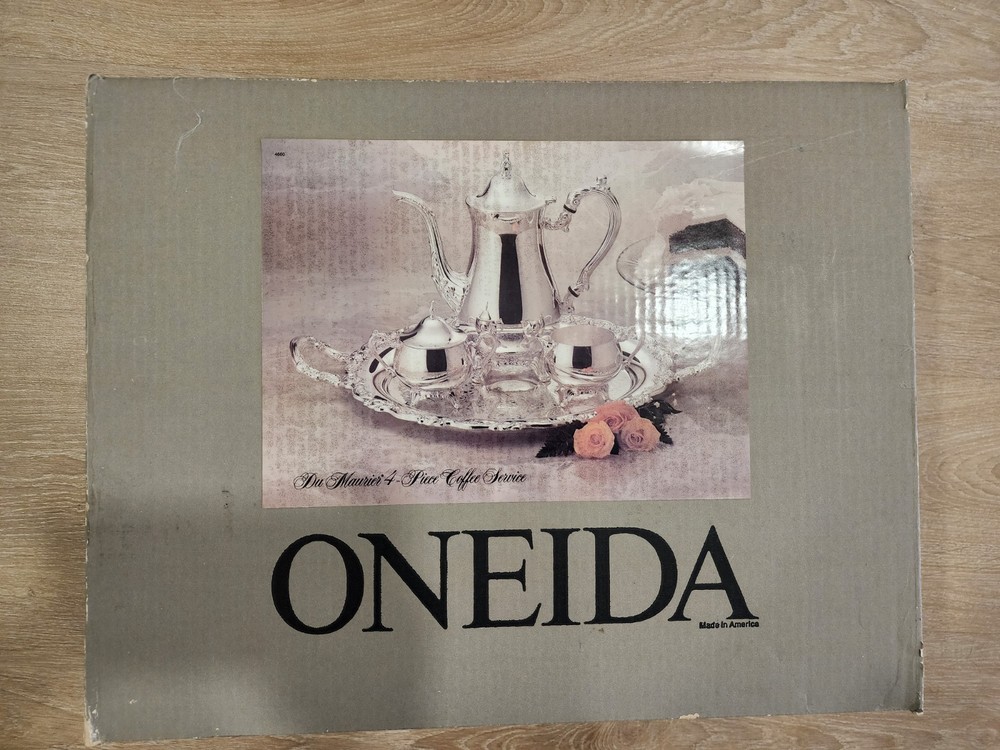 Du Maurier® 4-Piece Coffee Service
ONEIDA
Made in America